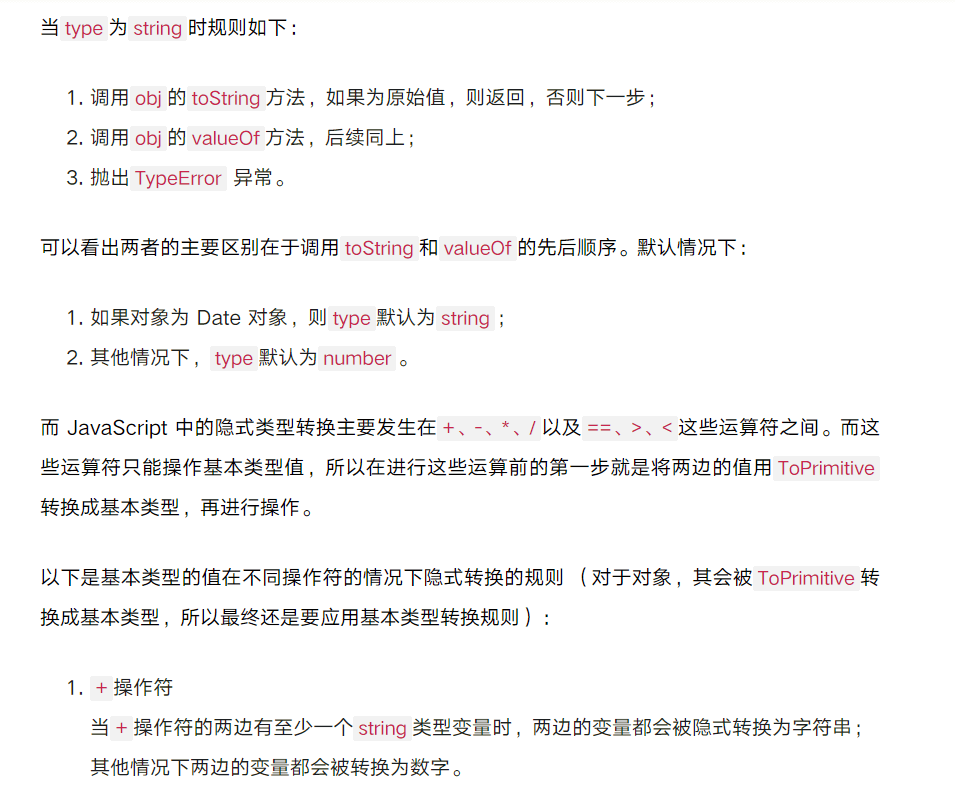 当 type 为 string 时规则如下：
1. 调用 obj 的 toString 方法，如果为原始值，则返回，否则下一步；
2. 调用 obj 的 valueOf 方法，后续同上；
3. 抛出 TypeError 异常。
可以看出两者的主要区别在于调用 toString 和 valueOf 的先后顺序。默认情况下：
1. 如果对象为 Date 对象，则 type 默认为 string ；
2. 其他情况下， type 默认为 number 。
而 JavaScript 中的隐式类型转换主要发生在 +、-、*、/ 以及 ==、>、< 这些运算符之间。而这
些运算符只能操作基本类型值，所以在进行这些运算前的第一步就是将两边的值用 ToPrimitive
转换成基本类型，再进行操作。
以下是基本类型的值在不同操作符的情况下隐式转换的规则 （对于对象，其会被 ToPrimitive 转
换成基本类型，所以最终还是要应用基本类型转换规则）：
1. + 操作符
当 + 操作符的两边有至少一个 string 类型变量时，两边的变量都会被隐式转换为字符串；
其他情况下两边的变量都会被转换为数字。